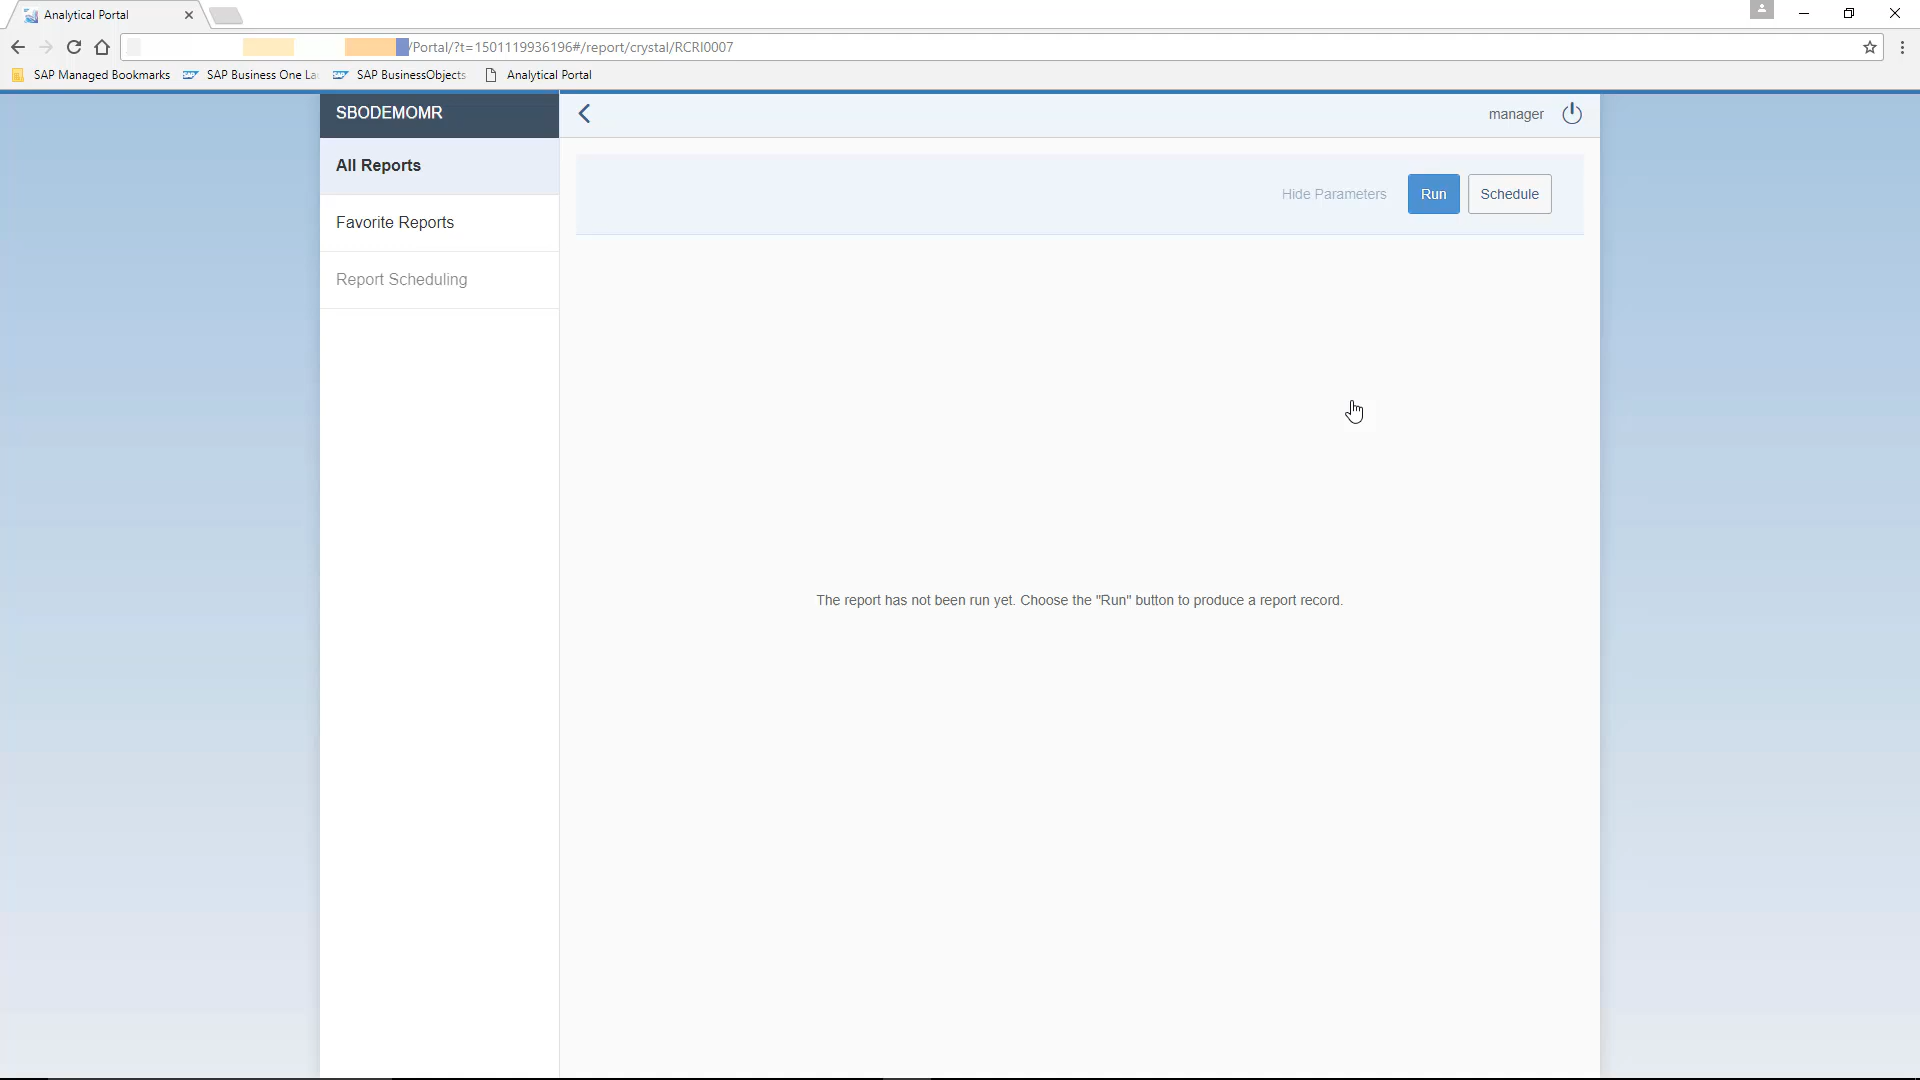 Analytical Portal
/Portal/?t=1501119936196#/report/crystal/RCRI0007
SAP Managed Bookmarks SAP Business One La SAP BusinessObjects Analytical Portal
SBODEMOMR
manager
All Reports
Hide Parameters Run Schedule
Favorite Reports
Report Scheduling
The report has not been run yet. Choose the "Run" button to produce a report record.